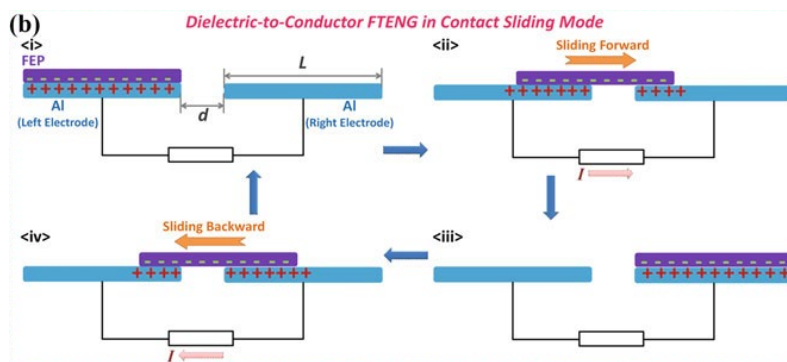 (b)
Dielectric-to-Conductor FTENG in Contact Sliding Mode
<i>
FEP
- - - - - - - - - -
+ + + + + + + + + +
Al
(Left Electrode)
d
L
Al
(Right Electrode)
<ii>
Sliding Forward
- - - - - - - - - -
+++++++ ++++
I
<iv>
Sliding Backward
- - - - - - - - - -
++++ +++++++
I
<iii>
- - - - - - - - - -
+ + + + + + + + + +